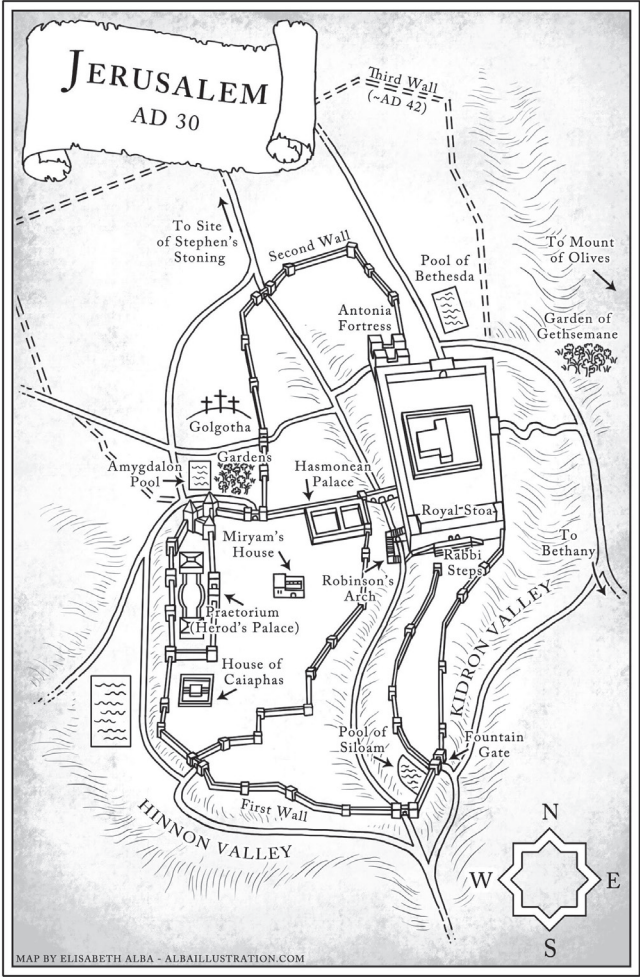 JERUSALEM
AD 30
Third Wall
(~AD 42)
To Site
of Stephen's
Stoning
Second Wall
To Mount
of Olives
Pool of
Bethesda
Antonia
Fortress
Garden of
Gethsemane
Golgotha
Amygdalon
Pool
Gardens
Hasmonean
Palace
Royal Stoa
Miryam's
House
Rabbi
Steps
To
Bethany
Robinson's
Arch
Praetorium
(Herod's Palace)
KIDRON VALLEY
House of
Caiaphas
Pool of
Siloam
Fountain
Gate
First Wall
HINNON VALLEY
N
W
E
S
MAP BY ELISABETH ALBA - ALBAILLUSTRATION.COM